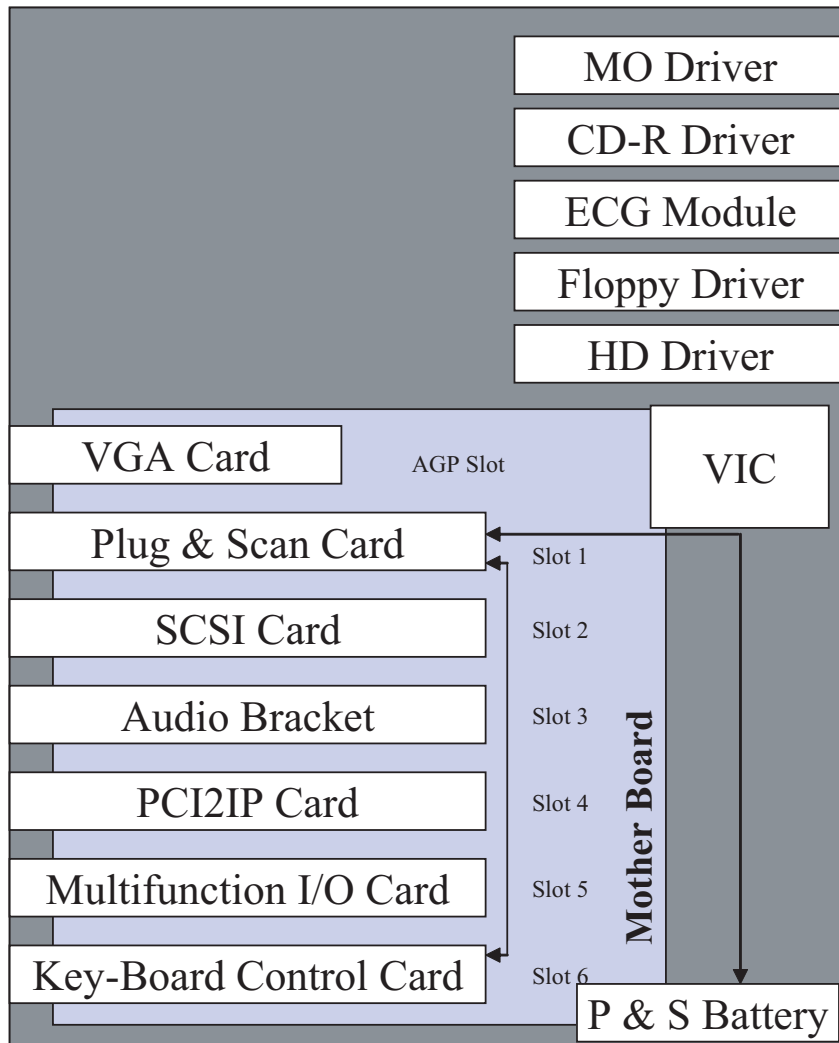 MO Driver
CD-R Driver
ECG Module
Floppy Driver
HD Driver
VGA Card
AGP Slot
VIC
Plug & Scan Card
Slot 1
SCSI Card
Slot 2
Audio Bracket
Slot 3
PCI2IP Card
Slot 4
Multifunction I/O Card
Slot 5
Key-Board Control Card
Slot 6
Mother Board
P & S Battery